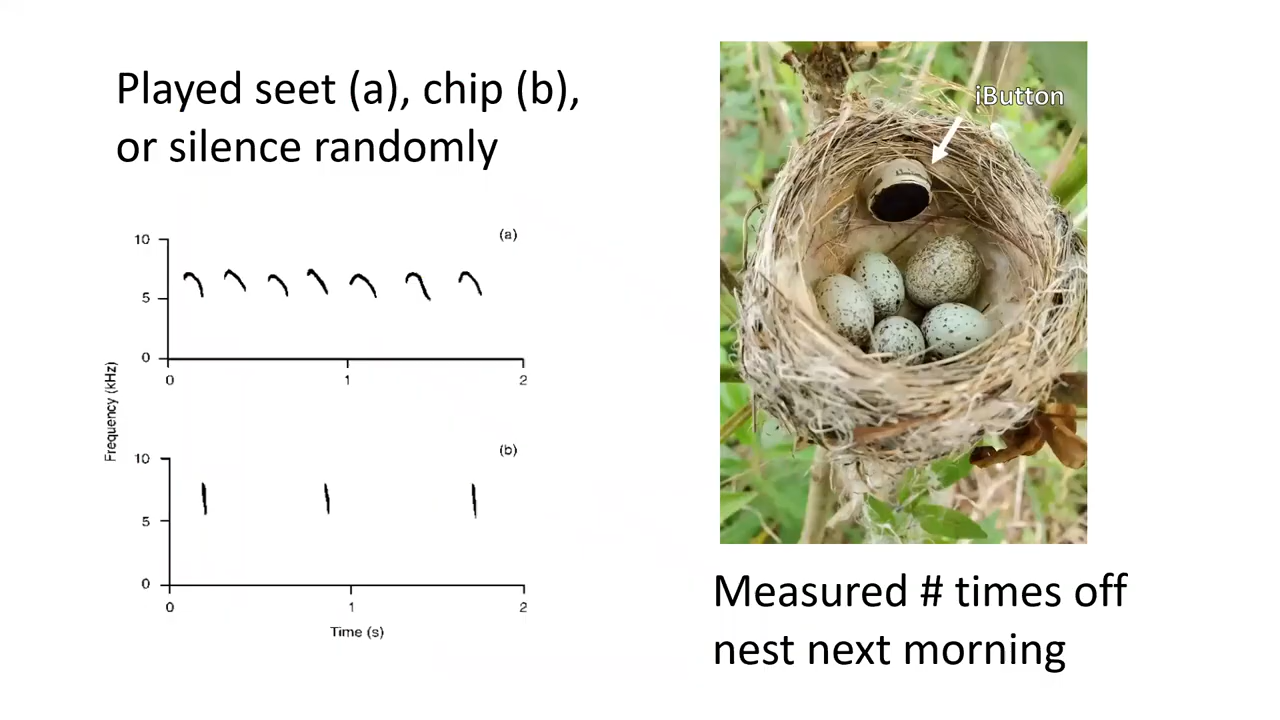 Played seet (a), chip (b),
or silence randomly
iButton
10
(a)
5
0
0
1
2
Frequency (kHz)
10
(b)
5
0
0
1
2
Time (s)
Measured # times off
nest next morning